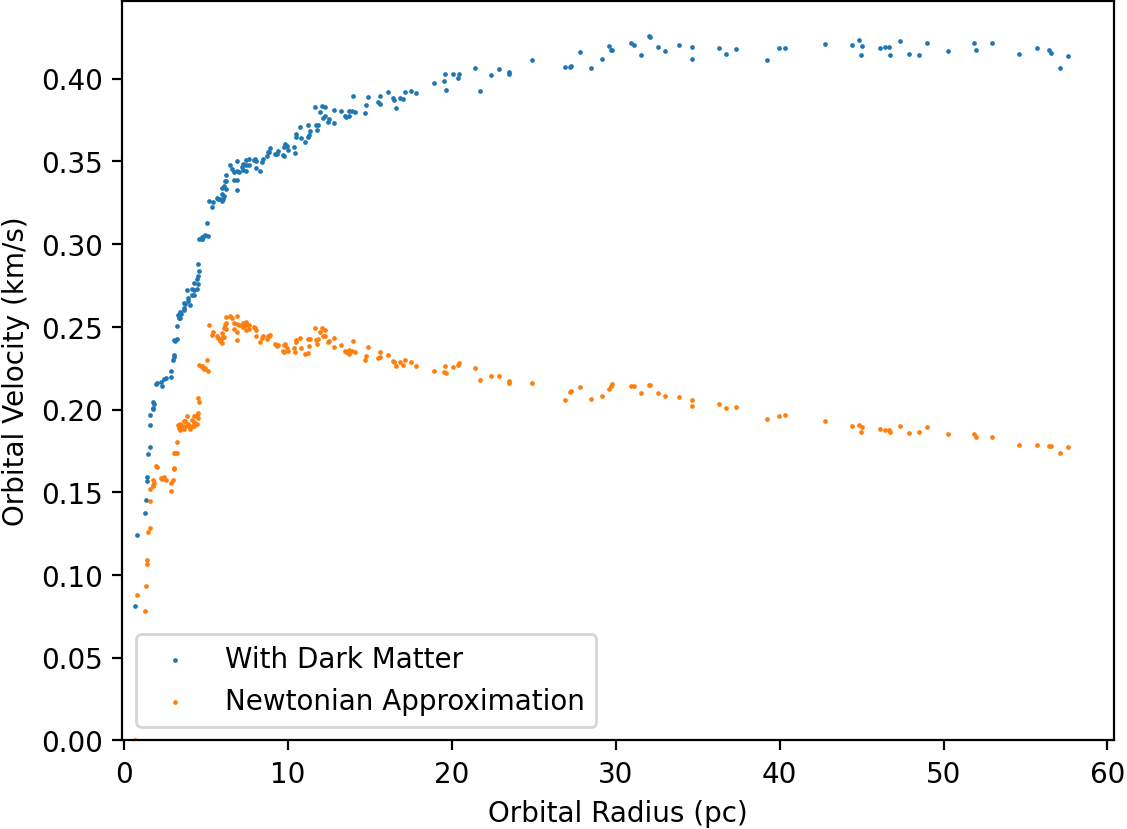 Orbital Velocity (km/s)
0.40
0.35
0.30
0.25
0.20
0.15
0.10
0.05
0.00
With Dark Matter
Newtonian Approximation
0 10 20 30 40 50 60
Orbital Radius (pc)